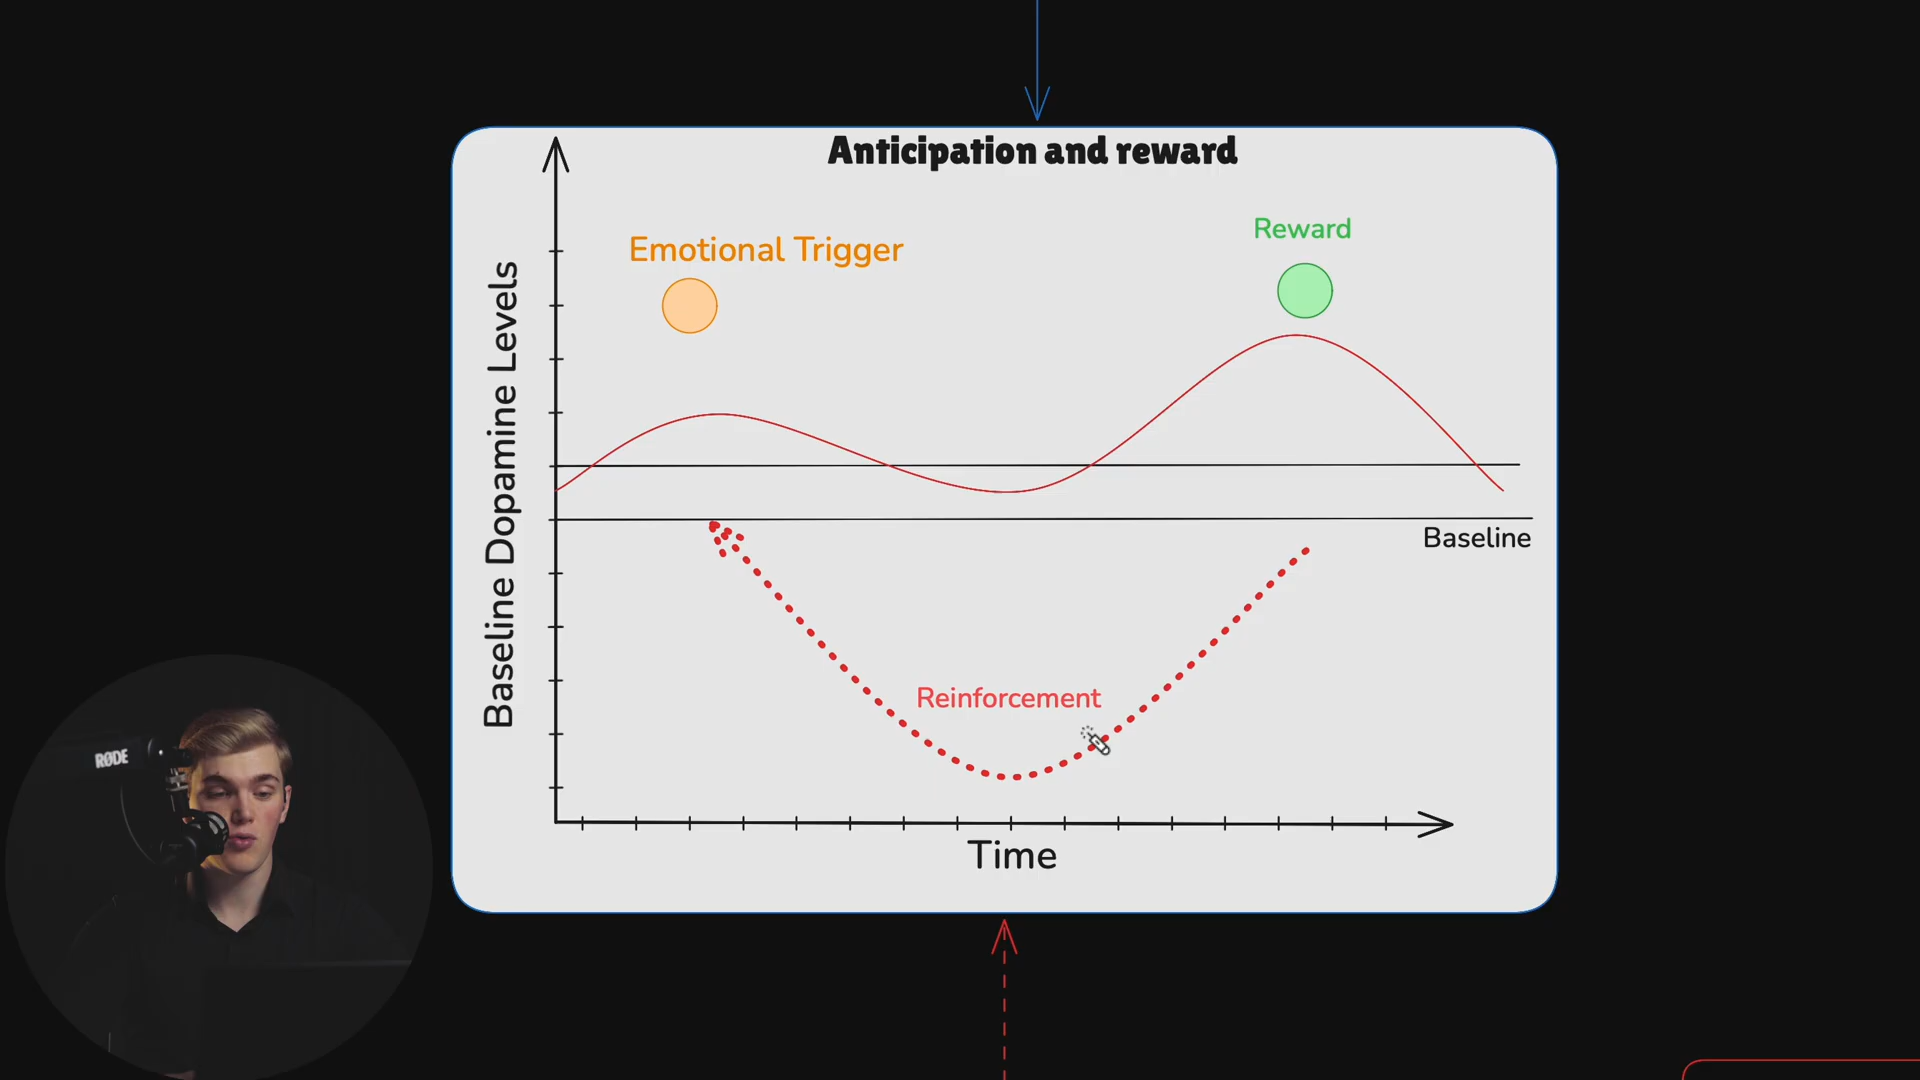 Anticipation and reward
Emotional Trigger
Reward
Baseline Dopamine Levels
Baseline
Reinforcement
Time
RØDE